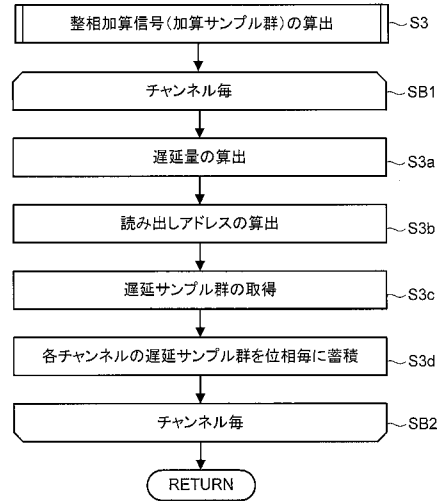 整相加算信号(加算サンプル群)の算出
S3
チャンネル毎
SB1
遅延量の算出
S3a
読み出しアドレスの算出
S3b
遅延サンプル群の取得
S3c
各チャンネルの遅延サンプル群を位相毎に蓄積
S3d
チャンネル毎
SB2
RETURN